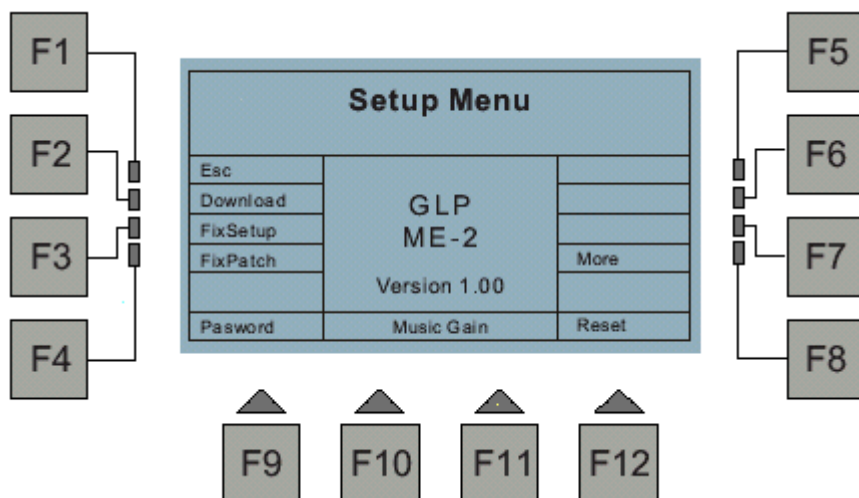 F1
F2
F3
F4
Setup Menu
Esc
Download
FixSetup
FixPatch
Pasword
GLP
ME-2
Version 1.00
Music Gain
More
Reset
F5
F6
F7
F8
F9
F10
F11
F12